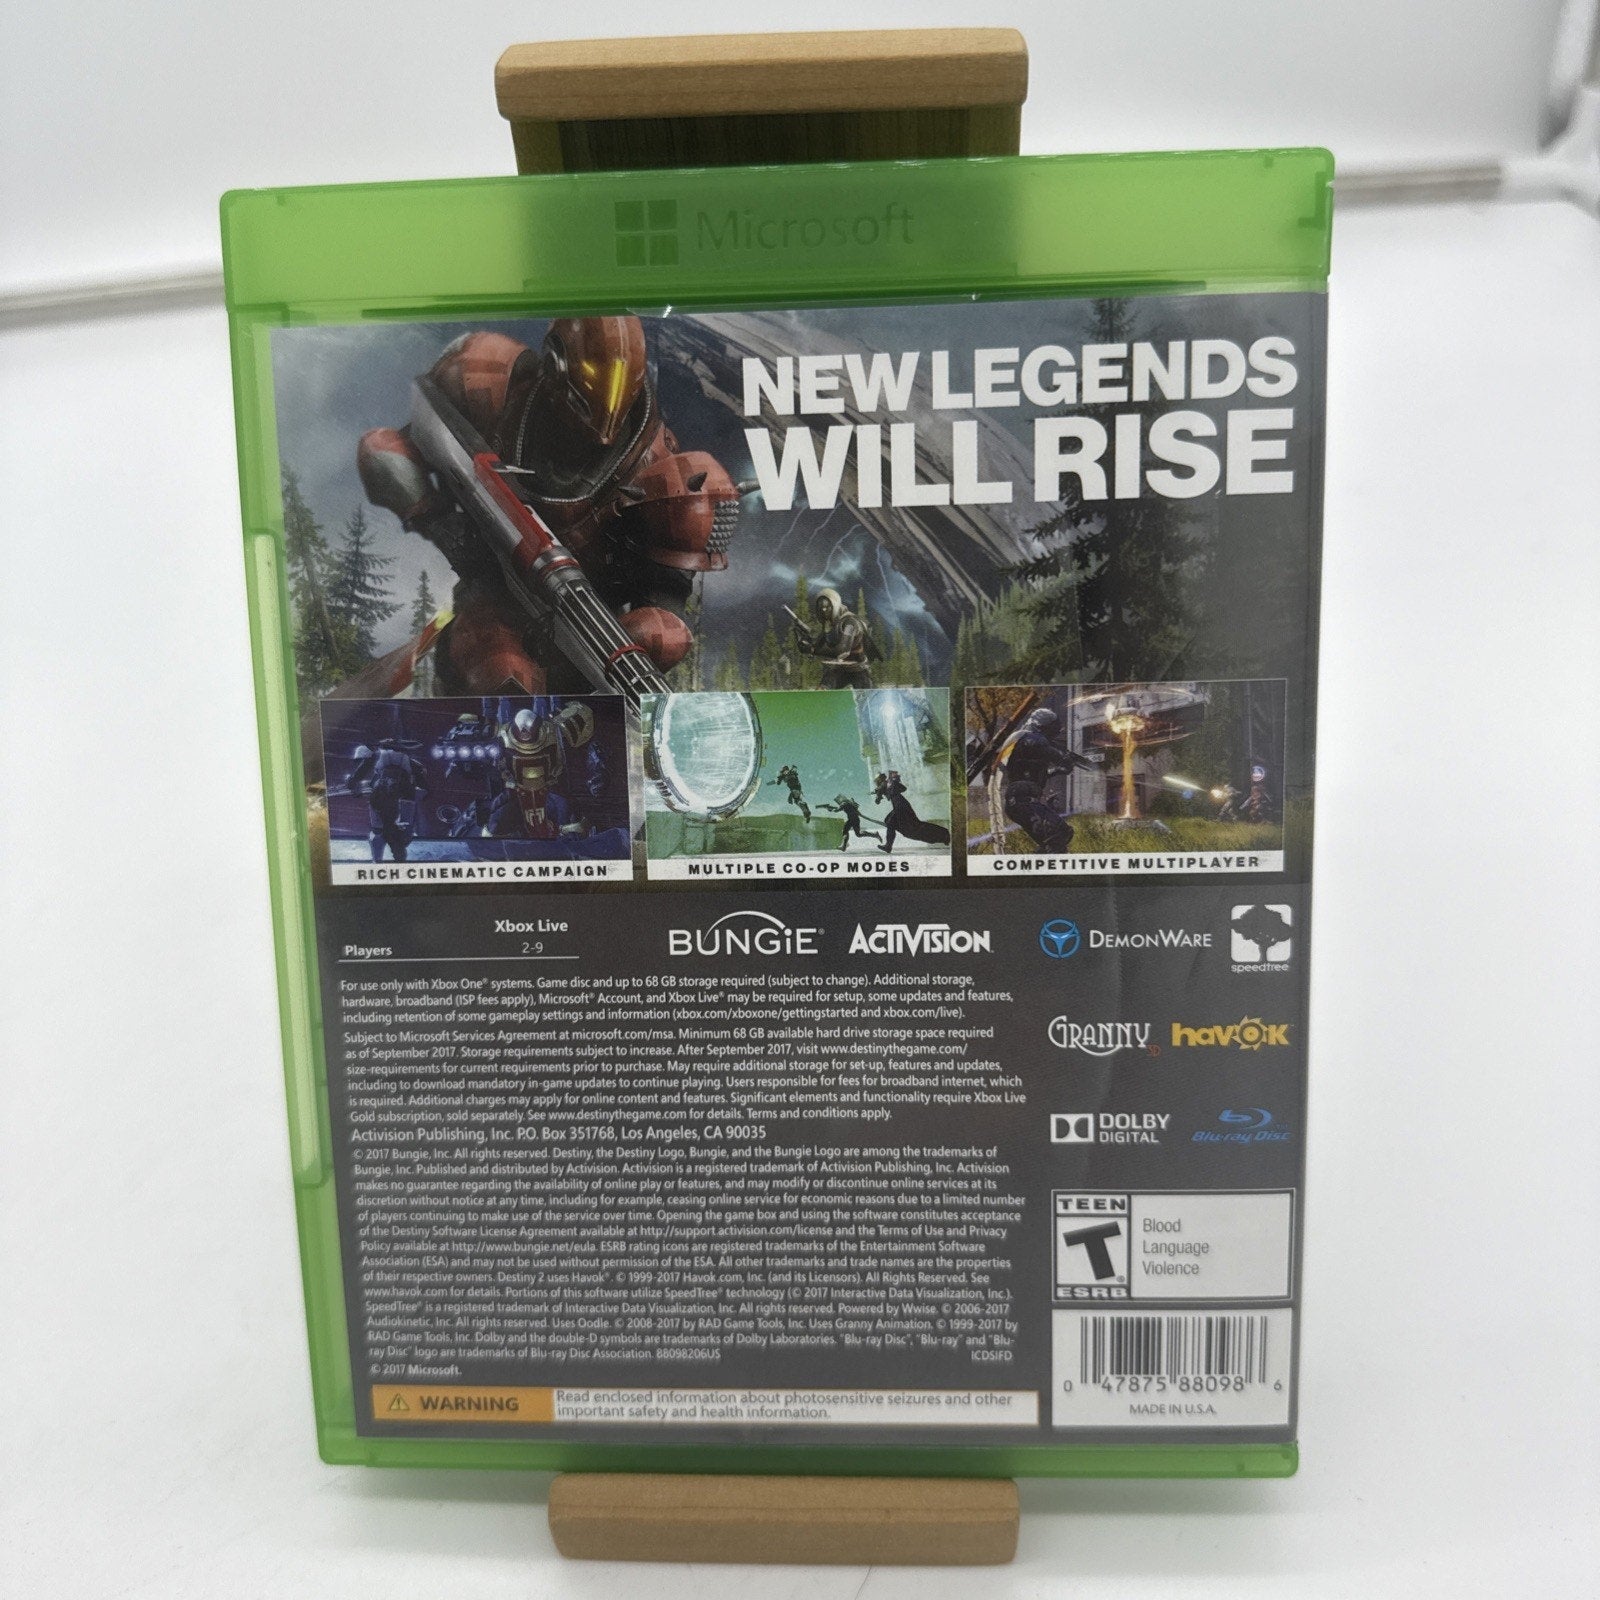 Microsoft
NEW LEGENDS
WILL RISE
RICH CINEMATIC CAMPAIGN
MULTIPLE CO-OP MODES
COMPETITIVE MULTIPLAYER
Xbox Live
Players 2-9
BUNGiE® ACTIVISION
DEMONWARE
speedtree
GRANNY 3D havok
DOLBY
DIGITAL
Blu-ray Disc™
For use only with Xbox One® systems. Game disc and up to 68 GB storage required (subject to change). Additional storage,
hardware, broadband (ISP fees apply), Microsoft® Account, and Xbox Live® may be required for setup, some updates and features,
including retention of some gameplay settings and information (xbox.com/xboxone/gettingstarted and xbox.com/live).
Subject to Microsoft Services Agreement at microsoft.com/msa. Minimum 68 GB available hard drive storage space required
as of September 2017. Storage requirements subject to increase. After September 2017, visit www.destinythegame.com/
size-requirements for current requirements prior to purchase. May require additional storage for set-up, features and updates,
including to download mandatory in-game updates to continue playing. Users responsible for fees for broadband internet, which
is required. Additional charges may apply for online content and features. Significant elements and functionality require Xbox Live
Gold subscription, sold separately. See www.destinythegame.com for details. Terms and conditions apply.
Activision Publishing, Inc. P.O. Box 351768, Los Angeles, CA 90035
© 2017 Bungie, Inc. All rights reserved. Destiny, the Destiny Logo, Bungie, and the Bungie Logo are among the trademarks of
Bungie, Inc. Published and distributed by Activision. Activision is a registered trademark of Activision Publishing, Inc. Activision
makes no guarantee regarding the availability of online play or features, and may modify or discontinue online services at its
discretion without notice at any time, including for example, ceasing online service for economic reasons due to a limited number
of players continuing to make use of the service over time. Opening the game box and using the software constitutes acceptance
of the Destiny Software License Agreement available at http://support.activision.com/license and the Terms of Use and Privacy
Policy available at http://www.bungie.net/eula. ESRB rating icons are registered trademarks of the Entertainment Software
Association (ESA) and may not be used without permission of the ESA. All other trademarks and trade names are the properties
of their respective owners. Destiny 2 uses Havok®. © 1999-2017 Havok.com, Inc. (and its Licensors). All Rights Reserved. See
www.havok.com for details. Portions of this software utilize SpeedTree® technology (© 2017 Interactive Data Visualization, Inc.).
SpeedTree® is a registered trademark of Interactive Data Visualization, Inc. All rights reserved. Powered by Wwise. © 2006-2017
Audiokinetic, Inc. All rights reserved. Uses Oodle. © 2008-2017 by RAD Game Tools, Inc. Uses Granny Animation. © 1999-2017 by
RAD Game Tools, Inc. Dolby and the double-D symbols are trademarks of Dolby Laboratories. "Blu-ray Disc", "Blu-ray" and "Blu-
ray Disc" logo are trademarks of Blu-ray Disc Association. 88098206US ICDSIFD
© 2017 Microsoft.
TEEN
T®
ESRB
Blood
Language
Violence
0 47875 88098 6
MADE IN U.S.A.
WARNING
Read enclosed information about photosensitive seizures and other
important safety and health information.